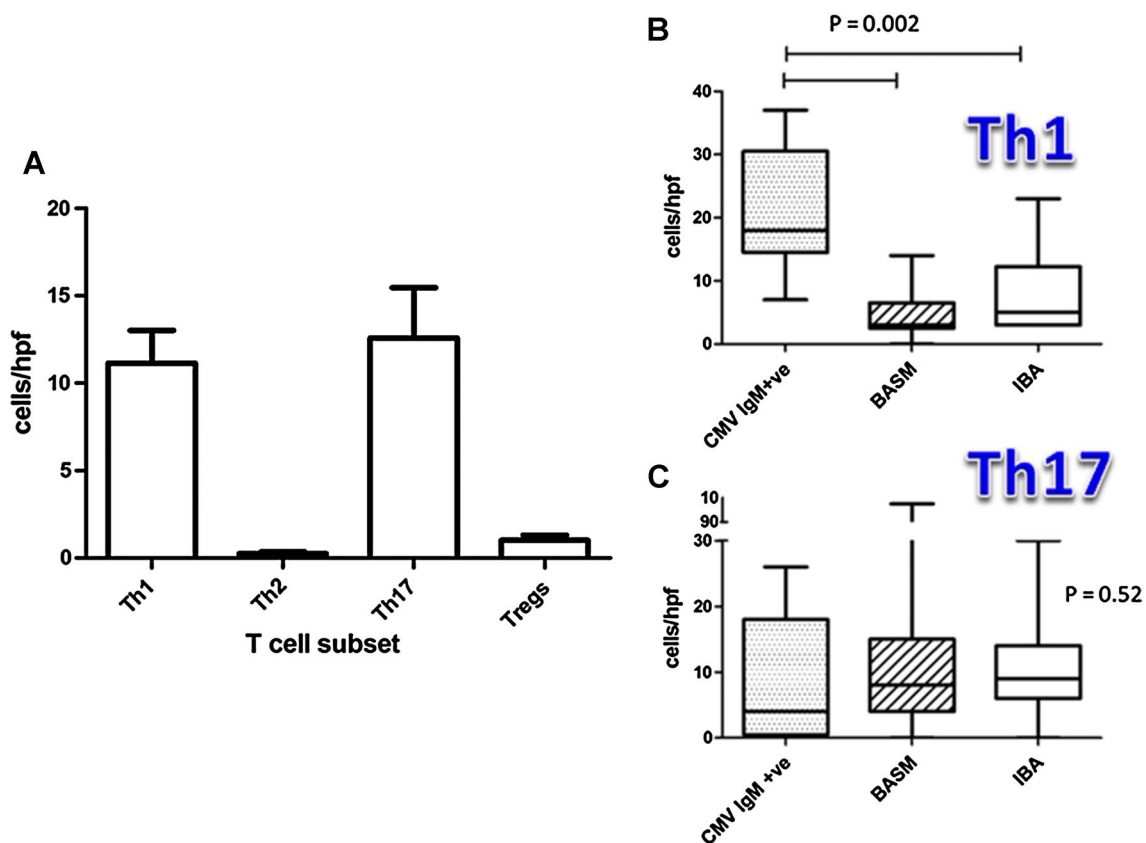 A
20
15
10
5
0
cells/hpf
Th1
Th2
Th17
Tregs
T cell subset
B
P = 0.002
Th1
40
30
20
10
0
cells/hpf
CMV IgM+ve
BASM
IBA
C
Th17
10
90
30
20
10
0
cells/hpf
P = 0.52
CMV IgM +ve
BASM
IBA